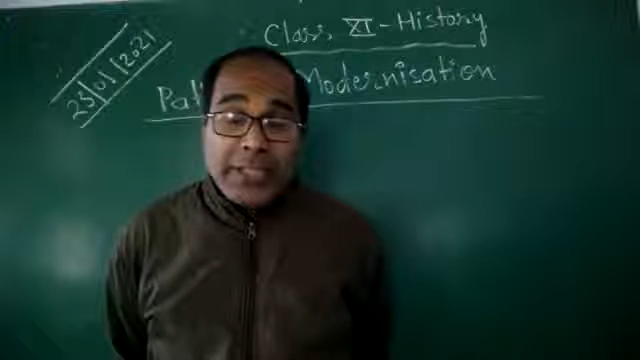 23/01/2021
Class XI - History
Modernisation